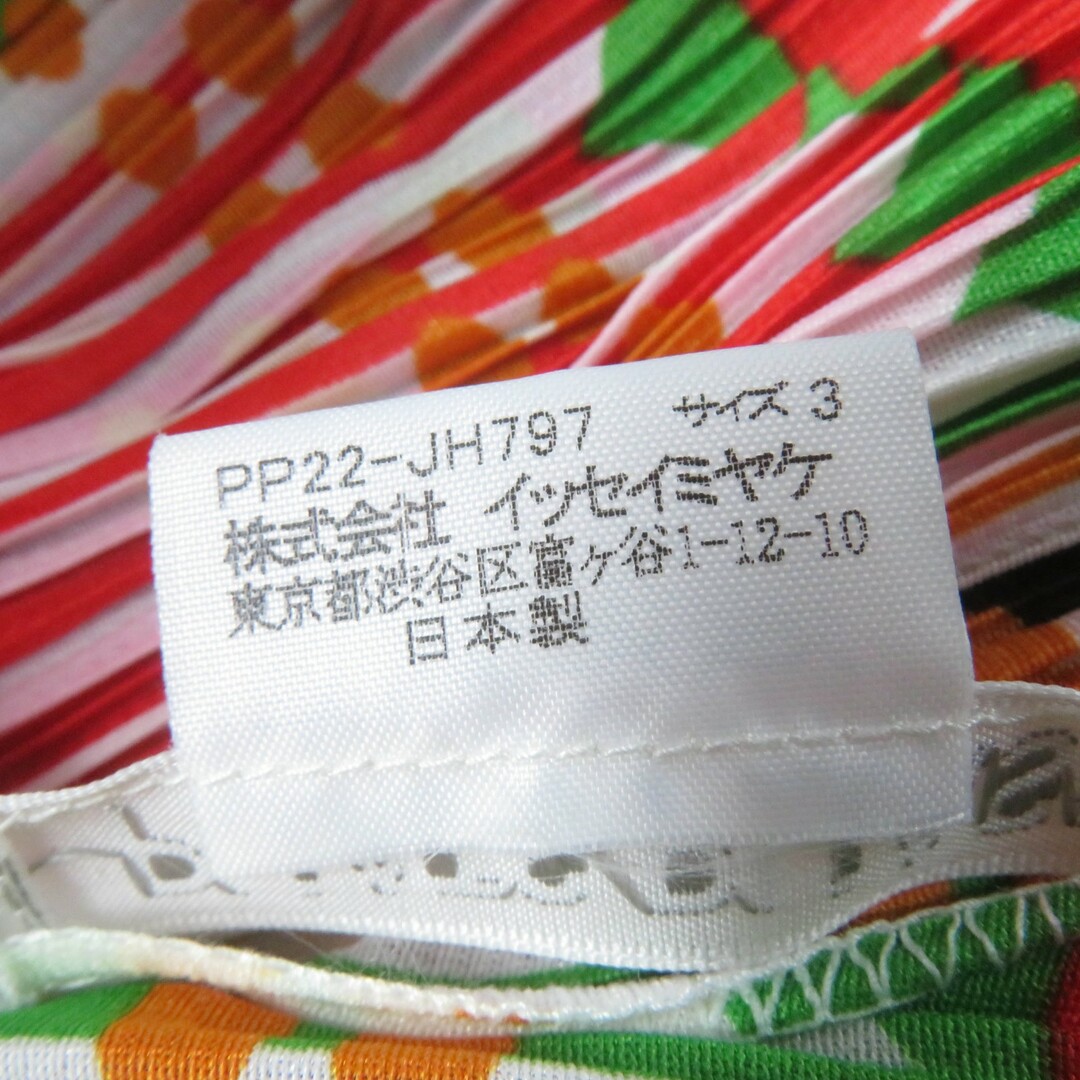 PP22-JH797 サイズ 3
株式会社 イッセイミヤケ
東京都渋谷区富ヶ谷1-12-10
日本製